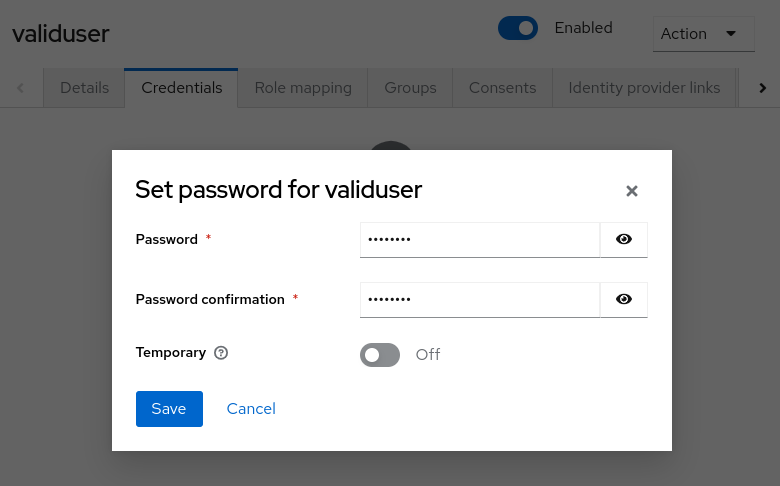 validuser
Enabled
Action
Details
Credentials
Role mapping
Groups
Consents
Identity provider links
Set password for validuser
Password *
••••••••
Password confirmation *
••••••••
Temporary
Off
Save
Cancel